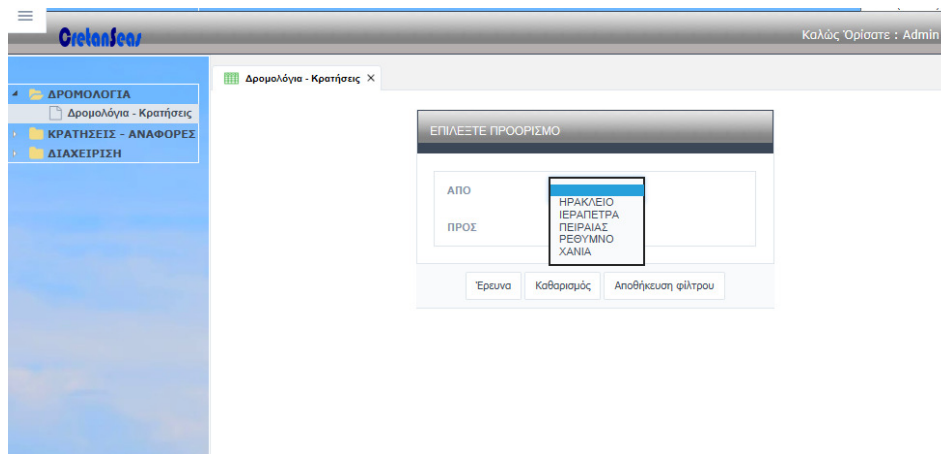 CretanSeas
Καλώς Όρίσατε : Admin
Δρομολόγια - Κρατήσεις ×
ΔΡΟΜΟΛΟΓΙΑ
Δρομολόγια - Κρατήσεις
ΚΡΑΤΗΣΕΙΣ - ΑΝΑΦΟΡΕΣ
ΔΙΑΧΕΙΡΙΣΗ
ΕΠΙΛΕΞΤΕ ΠΡΟΟΡΙΣΜΟ
ΑΠΟ
ΗΡΑΚΛΕΙΟ
ΙΕΡΑΠΕΤΡΑ
ΠΡΟΣ
ΠΕΙΡΑΙΑΣ
ΡΕΘΥΜΝΟ
ΧΑΝΙΑ
Έρευνα Καθαρισμός Αποθήκευση φίλτρου